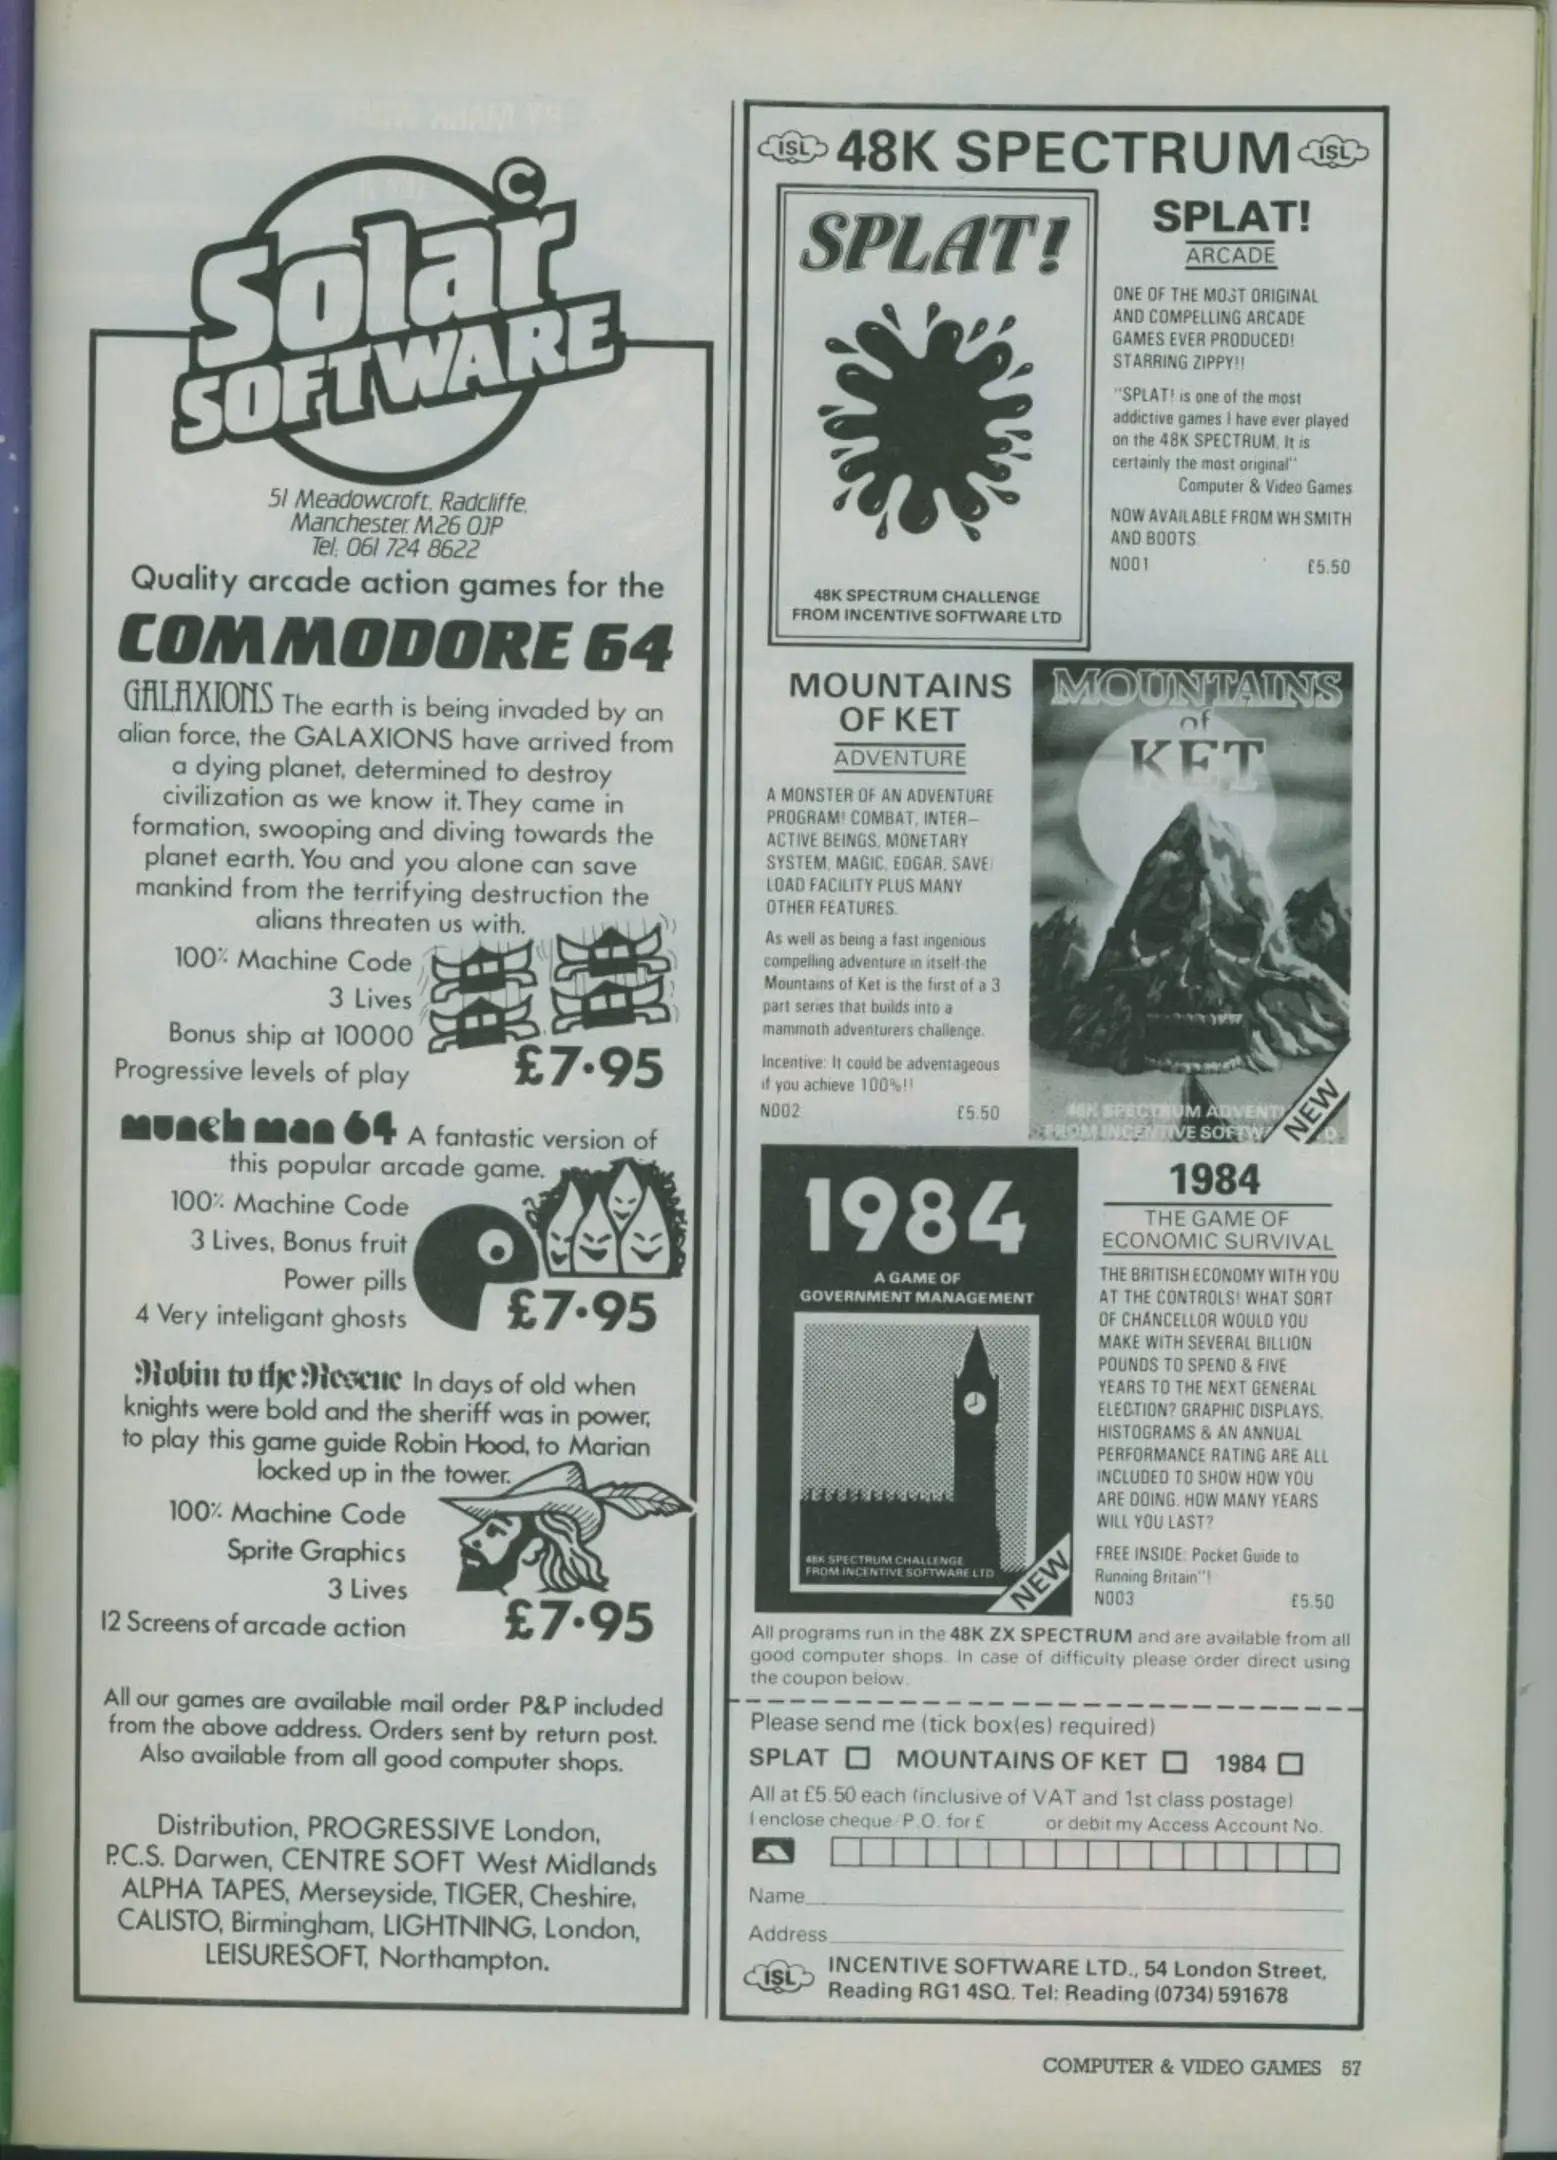 Solar ©
SOFTWARE
51 Meadowcroft, Radcliffe,
Manchester. M26 0JP
Tel: 061 724 8622
Quality arcade action games for the
COMMODORE 64
GALAXIONS The earth is being invaded by an
alian force, the GALAXIONS have arrived from
a dying planet, determined to destroy
civilization as we know it. They came in
formation, swooping and diving towards the
planet earth. You and you alone can save
mankind from the terrifying destruction the
alians threaten us with.
100% Machine Code
3 Lives
Bonus ship at 10000
Progressive levels of play
£7·95
munch man 64 A fantastic version of
this popular arcade game.
100% Machine Code
3 Lives, Bonus fruit
Power pills
4 Very inteligant ghosts
£7·95
Robin to the Rescue In days of old when
knights were bold and the sheriff was in power,
to play this game guide Robin Hood, to Marian
locked up in the tower.
100% Machine Code
Sprite Graphics
3 Lives
12 Screens of arcade action
£7·95
All our games are available mail order P&P included
from the above address. Orders sent by return post.
Also available from all good computer shops.
Distribution, PROGRESSIVE London,
P.C.S. Darwen, CENTRE SOFT West Midlands
ALPHA TAPES, Merseyside, TIGER, Cheshire,
CALISTO, Birmingham, LIGHTNING, London,
LEISURESOFT, Northampton.
ISL 48K SPECTRUM ISL
SPLAT!
48K SPECTRUM CHALLENGE
FROM INCENTIVE SOFTWARE LTD
SPLAT!
ARCADE
ONE OF THE MOST ORIGINAL
AND COMPELLING ARCADE
GAMES EVER PRODUCED!
STARRING ZIPPY!!
"SPLAT! is one of the most
addictive games I have ever played
on the 48K SPECTRUM. It is
certainly the most original"
Computer & Video Games
NOW AVAILABLE FROM WH SMITH
AND BOOTS.
N001 £5.50
MOUNTAINS
OF KET
ADVENTURE
A MONSTER OF AN ADVENTURE
PROGRAM! COMBAT, INTER-
ACTIVE BEINGS, MONETARY
SYSTEM, MAGIC, EDGAR, SAVE/
LOAD FACILITY PLUS MANY
OTHER FEATURES.
As well as being a fast ingenious
compelling adventure in itself the
Mountains of Ket is the first of a 3
part series that builds into a
mammoth adventurers challenge.
Incentive: It could be adventageous
if you achieve 100%!!
N002 £5.50
MOUNTAINS
of
KET
48K SPECTRUM ADVENT
FROM INCENTIVE SOFTW
NEW
1984
A GAME OF
GOVERNMENT MANAGEMENT
48K SPECTRUM CHALLENGE
FROM INCENTIVE SOFTWARE LTD
NEW
1984
THE GAME OF
ECONOMIC SURVIVAL
THE BRITISH ECONOMY WITH YOU
AT THE CONTROLS! WHAT SORT
OF CHANCELLOR WOULD YOU
MAKE WITH SEVERAL BILLION
POUNDS TO SPEND & FIVE
YEARS TO THE NEXT GENERAL
ELECTION? GRAPHIC DISPLAYS,
HISTOGRAMS & AN ANNUAL
PERFORMANCE RATING ARE ALL
INCLUDED TO SHOW HOW YOU
ARE DOING. HOW MANY YEARS
WILL YOU LAST?
FREE INSIDE: Pocket Guide to
Running Britain"!
N003 £5.50
All programs run in the 48K ZX SPECTRUM and are available from all
good computer shops. In case of difficulty please order direct using
the coupon below.
Please send me (tick box(es) required)
SPLAT MOUNTAINS OF KET 1984
All at £5.50 each (inclusive of VAT and 1st class postage)
I enclose cheque/P.O. for £ or debit my Access Account No.
Name
Address
ISL INCENTIVE SOFTWARE LTD., 54 London Street,
Reading RG1 4SQ. Tel: Reading (0734) 591678
COMPUTER & VIDEO GAMES 57